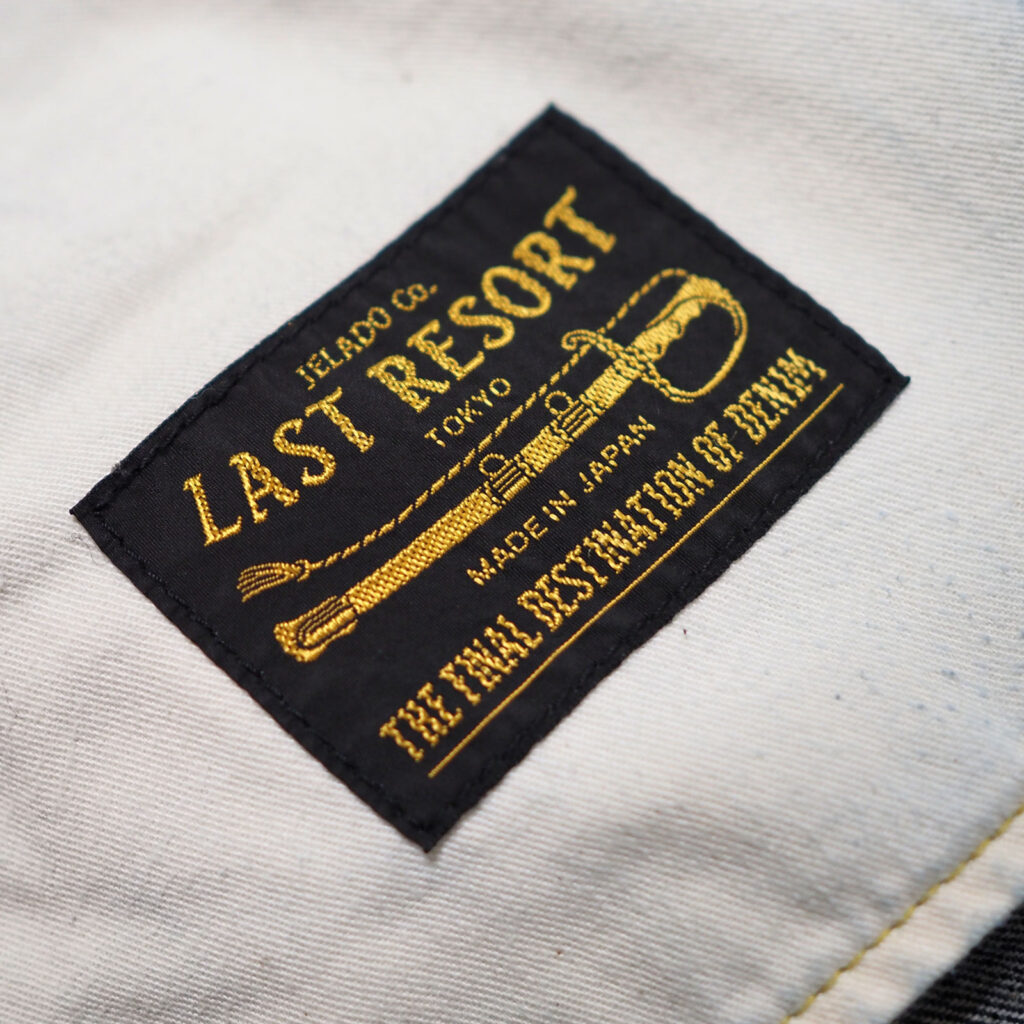 JELADO Co.
LAST RESORT
TOKYO
MADE IN JAPAN
THE FINAL DESTINATION OF DENIM